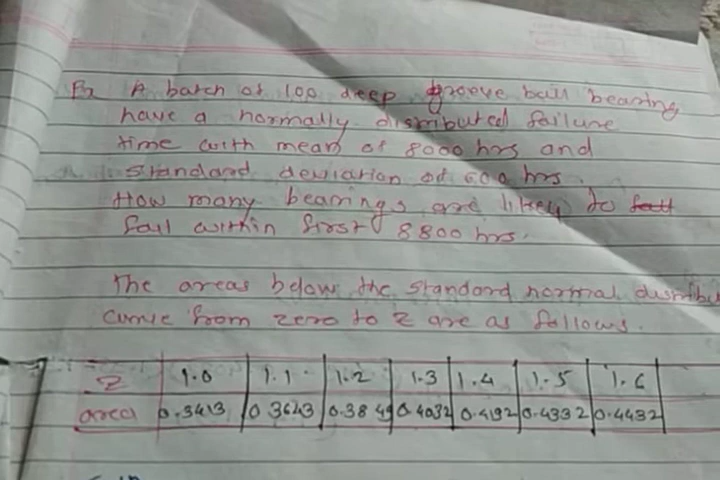 A batch of 100 deep groove ball bearing
have a normally distributed failure
time with mean of 8000 hrs and
standard deviation of 600 hrs.
How many bearings are likely to
fail within first 8800 hrs.
The areas below the standard normal distribu
curve from zero to z are as follows.
z 1.0 1.1 1.2 1.3 1.4 1.5 1.6
area 0.3413 0.3643 0.3849 0.4032 0.4192 0.4332 0.4432